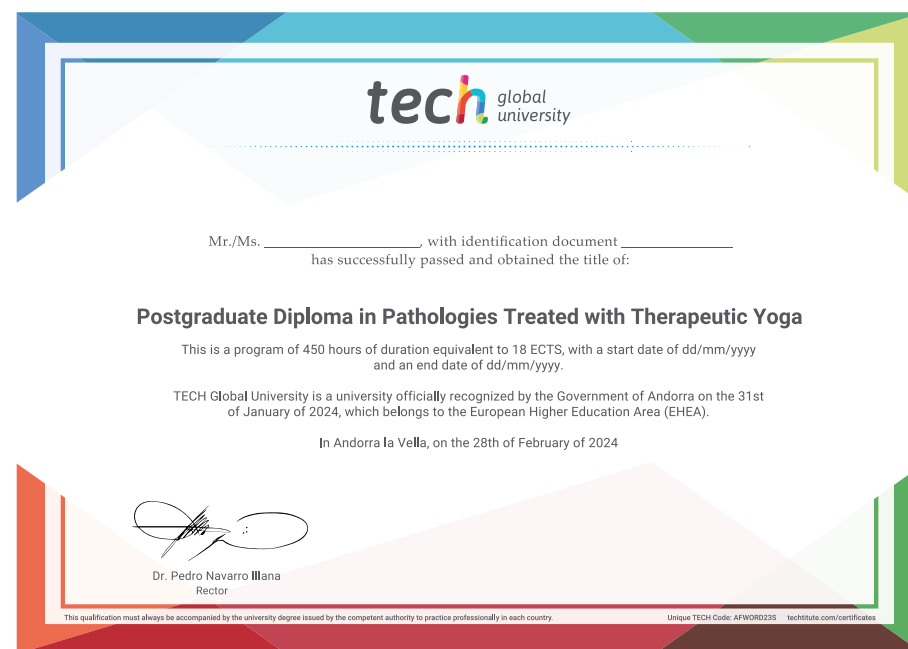 tech global
university
Mr./Ms. ____________________, with identification document ______________
has successfully passed and obtained the title of:
Postgraduate Diploma in Pathologies Treated with Therapeutic Yoga
This is a program of 450 hours of duration equivalent to 18 ECTS, with a start date of dd/mm/yyyy
and an end date of dd/mm/yyyy.
TECH Global University is a university officially recognized by the Government of Andorra on the 31st
of January of 2024, which belongs to the European Higher Education Area (EHEA).
In Andorra la Vella, on the 28th of February of 2024
Dr. Pedro Navarro Illana
Rector
This qualification must always be accompanied by the university degree issued by the competent authority to practice professionally in each country. Unique TECH Code: AFWORD23S techtitute.com/certificates